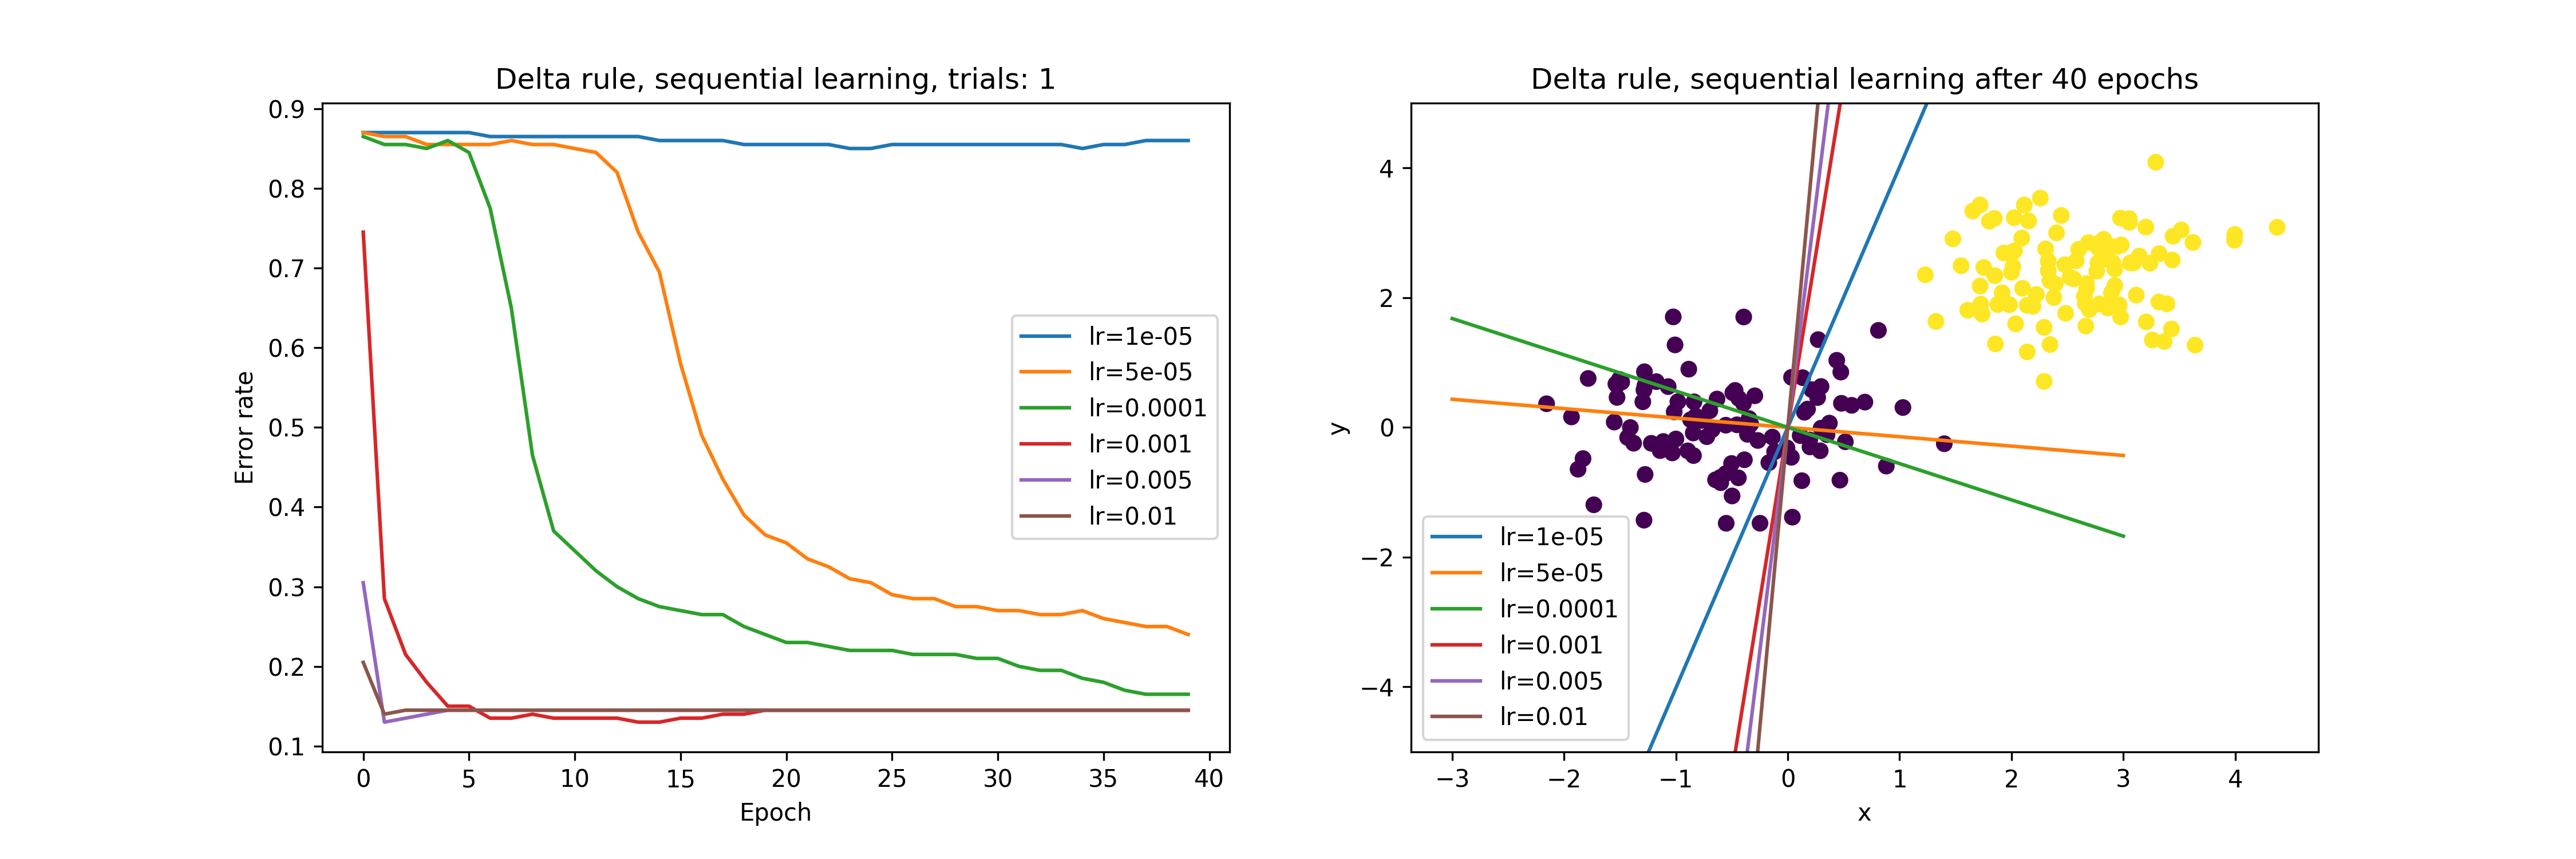 Delta rule, sequential learning, trials: 1
0.9
0.8
0.7
0.6
0.5
0.4
0.3
0.2
0.1
Error rate
lr=1e-05
lr=5e-05
lr=0.0001
lr=0.001
lr=0.005
lr=0.01
0 5 10 15 20 25 30 35 40
Epoch
Delta rule, sequential learning after 40 epochs
4
2
0
−2
−4
y
lr=1e-05
lr=5e-05
lr=0.0001
lr=0.001
lr=0.005
lr=0.01
−3 −2 −1 0 1 2 3 4
x